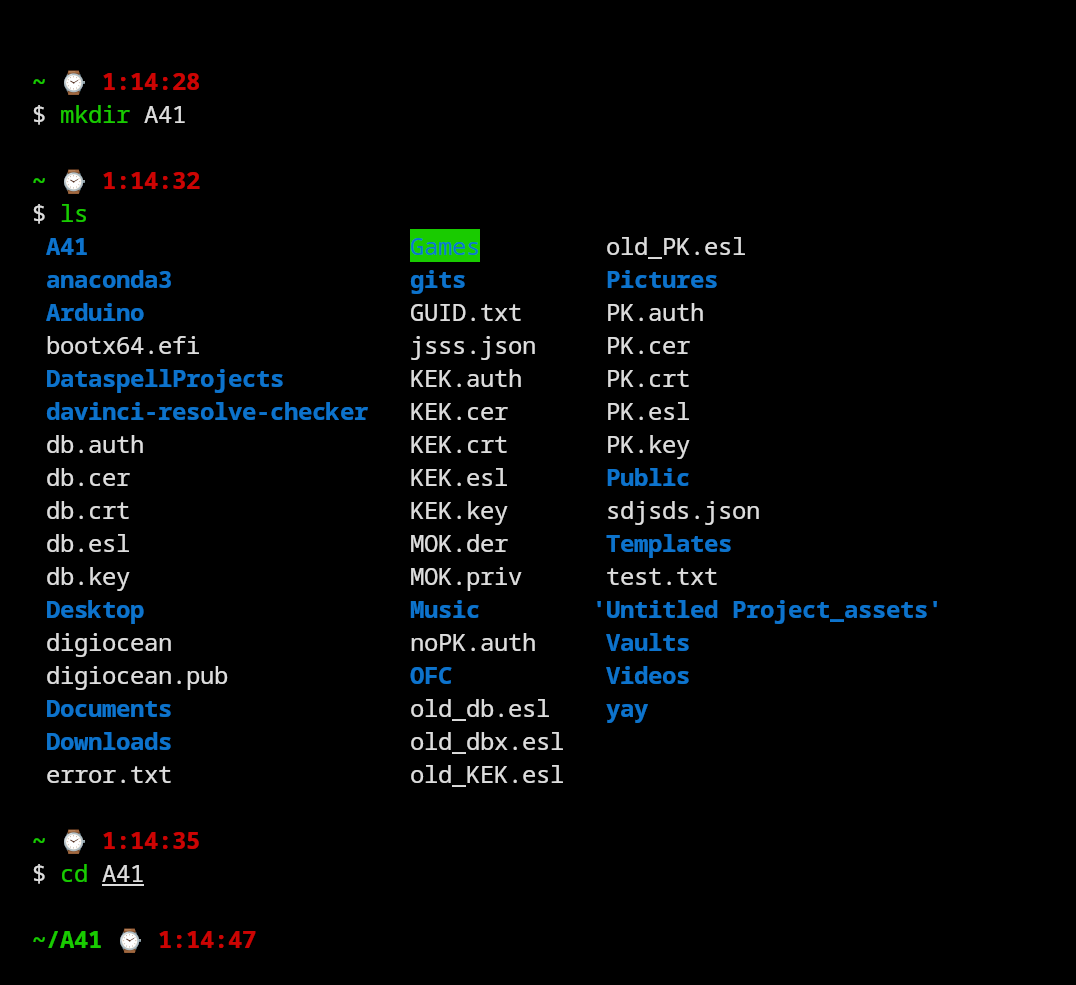 ~ ⌚ 1:14:28
$ mkdir A41
~ ⌚ 1:14:32
$ ls
A41 Games old_PK.esl
anaconda3 gits Pictures
Arduino GUID.txt PK.auth
bootx64.efi jsss.json PK.cer
DataspellProjects KEK.auth PK.crt
davinci-resolve-checker KEK.cer PK.esl
db.auth KEK.crt PK.key
db.cer KEK.esl Public
db.crt KEK.key sdjsds.json
db.esl MOK.der Templates
db.key MOK.priv test.txt
Desktop Music 'Untitled Project_assets'
digiocean noPK.auth Vaults
digiocean.pub OFC Videos
Documents old_db.esl yay
Downloads old_dbx.esl
error.txt old_KEK.esl
~ ⌚ 1:14:35
$ cd A41
~/A41 ⌚ 1:14:47